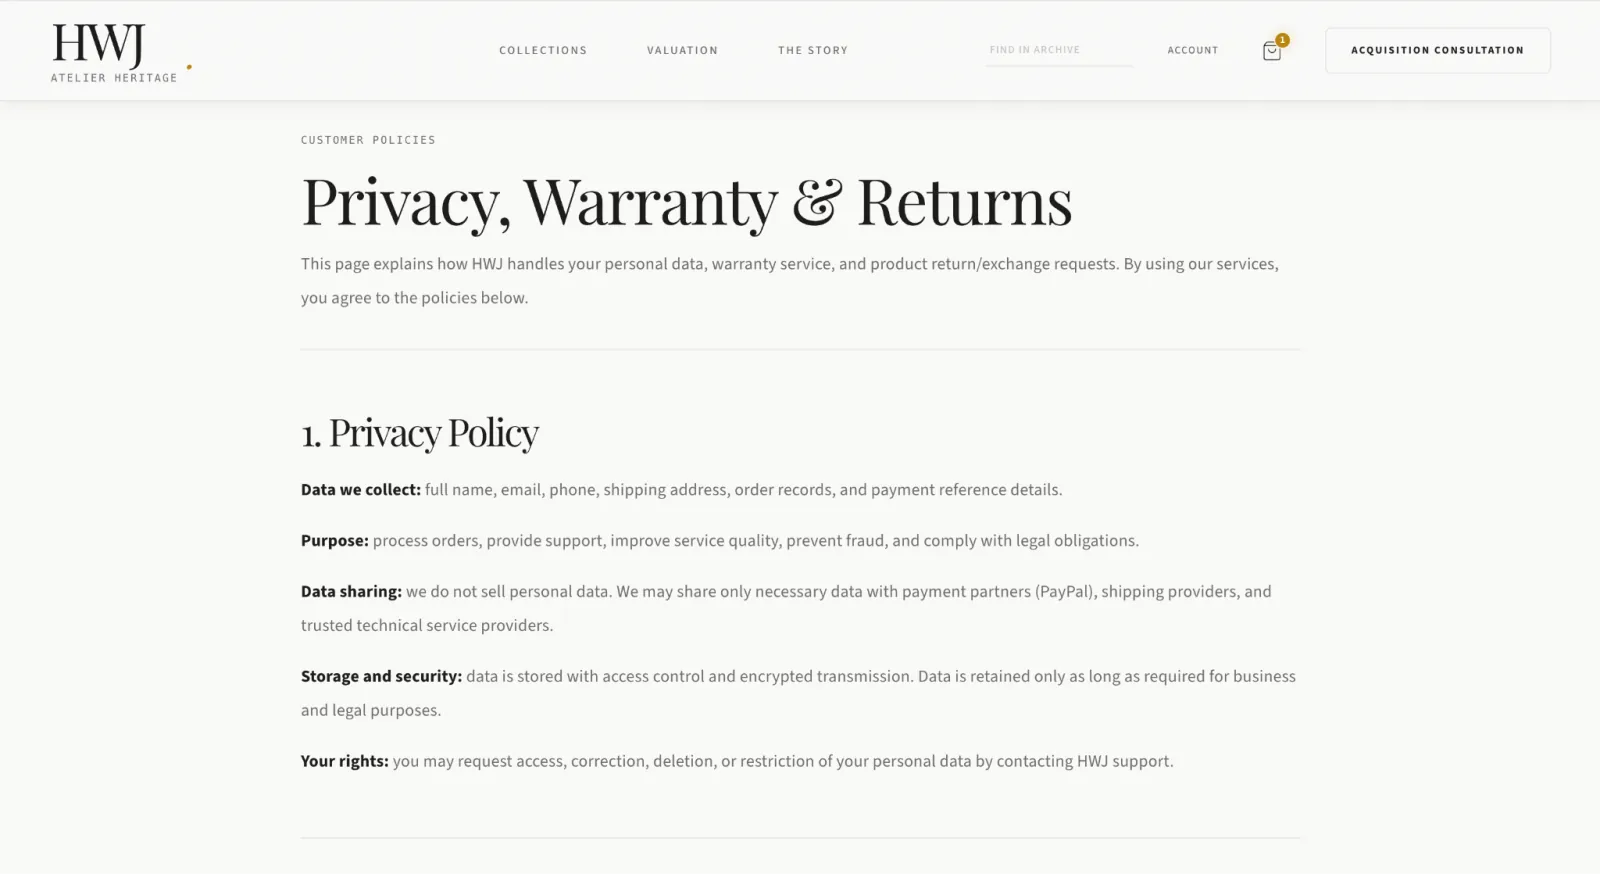 HWJ
ATELIER HERITAGE
COLLECTIONS
VALUATION
THE STORY
FIND IN ARCHIVE
ACCOUNT
1
ACQUISITION CONSULTATION
CUSTOMER POLICIES
Privacy, Warranty & Returns
This page explains how HWJ handles your personal data, warranty service, and product return/exchange requests. By using our services,
you agree to the policies below.
1. Privacy Policy
Data we collect: full name, email, phone, shipping address, order records, and payment reference details.
Purpose: process orders, provide support, improve service quality, prevent fraud, and comply with legal obligations.
Data sharing: we do not sell personal data. We may share only necessary data with payment partners (PayPal), shipping providers, and
trusted technical service providers.
Storage and security: data is stored with access control and encrypted transmission. Data is retained only as long as required for business
and legal purposes.
Your rights: you may request access, correction, deletion, or restriction of your personal data by contacting HWJ support.